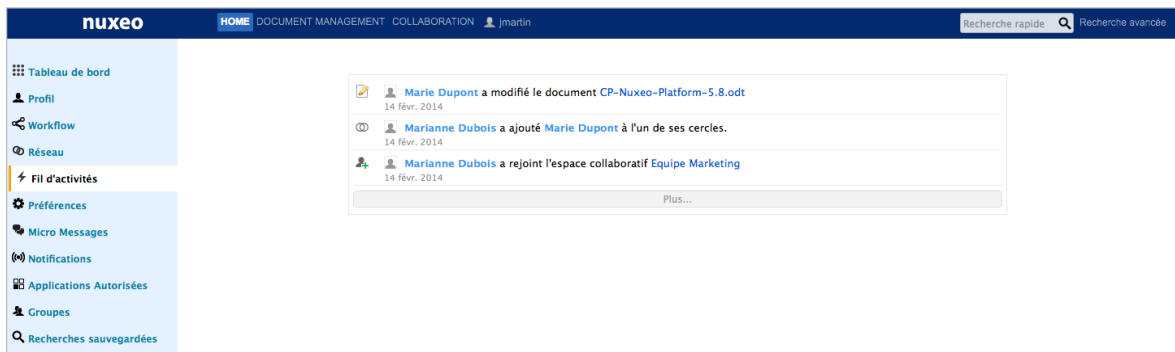 nuxeo HOME DOCUMENT MANAGEMENT COLLABORATION jmartin Recherche rapide Recherche avancée
Tableau de bord
Profil
Workflow
Réseau
Fil d'activités
Préférences
Micro Messages
Notifications
Applications Autorisées
Groupes
Recherches sauvegardées
Marie Dupont a modifié le document CP-Nuxeo-Platform-5.8.odt
14 févr. 2014
Marianne Dubois a ajouté Marie Dupont à l'un de ses cercles.
14 févr. 2014
Marianne Dubois a rejoint l'espace collaboratif Equipe Marketing
14 févr. 2014
Plus...